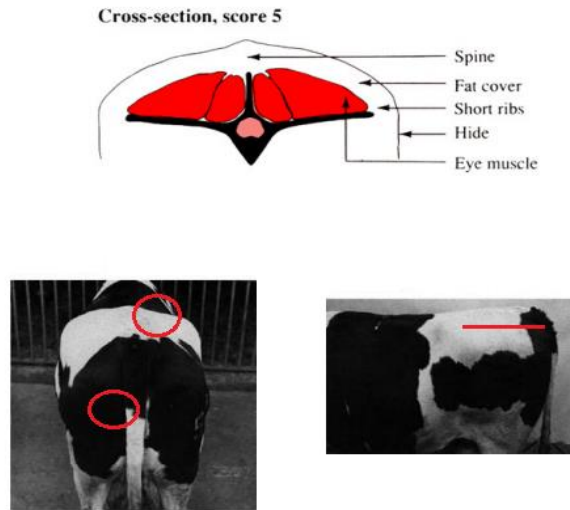 Cross-section, score 5
Spine
Fat cover
Short ribs
Hide
Eye muscle